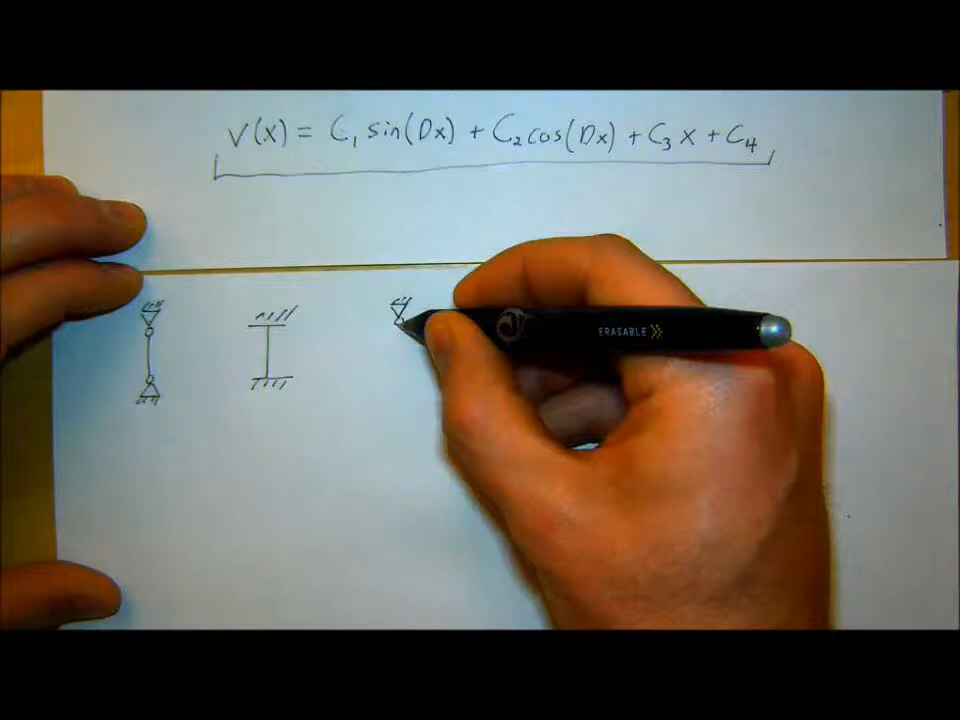 V(x) = C₁ sin(Dx) + C₂ cos(Dx) + C₃ x + C₄
ERASABLE